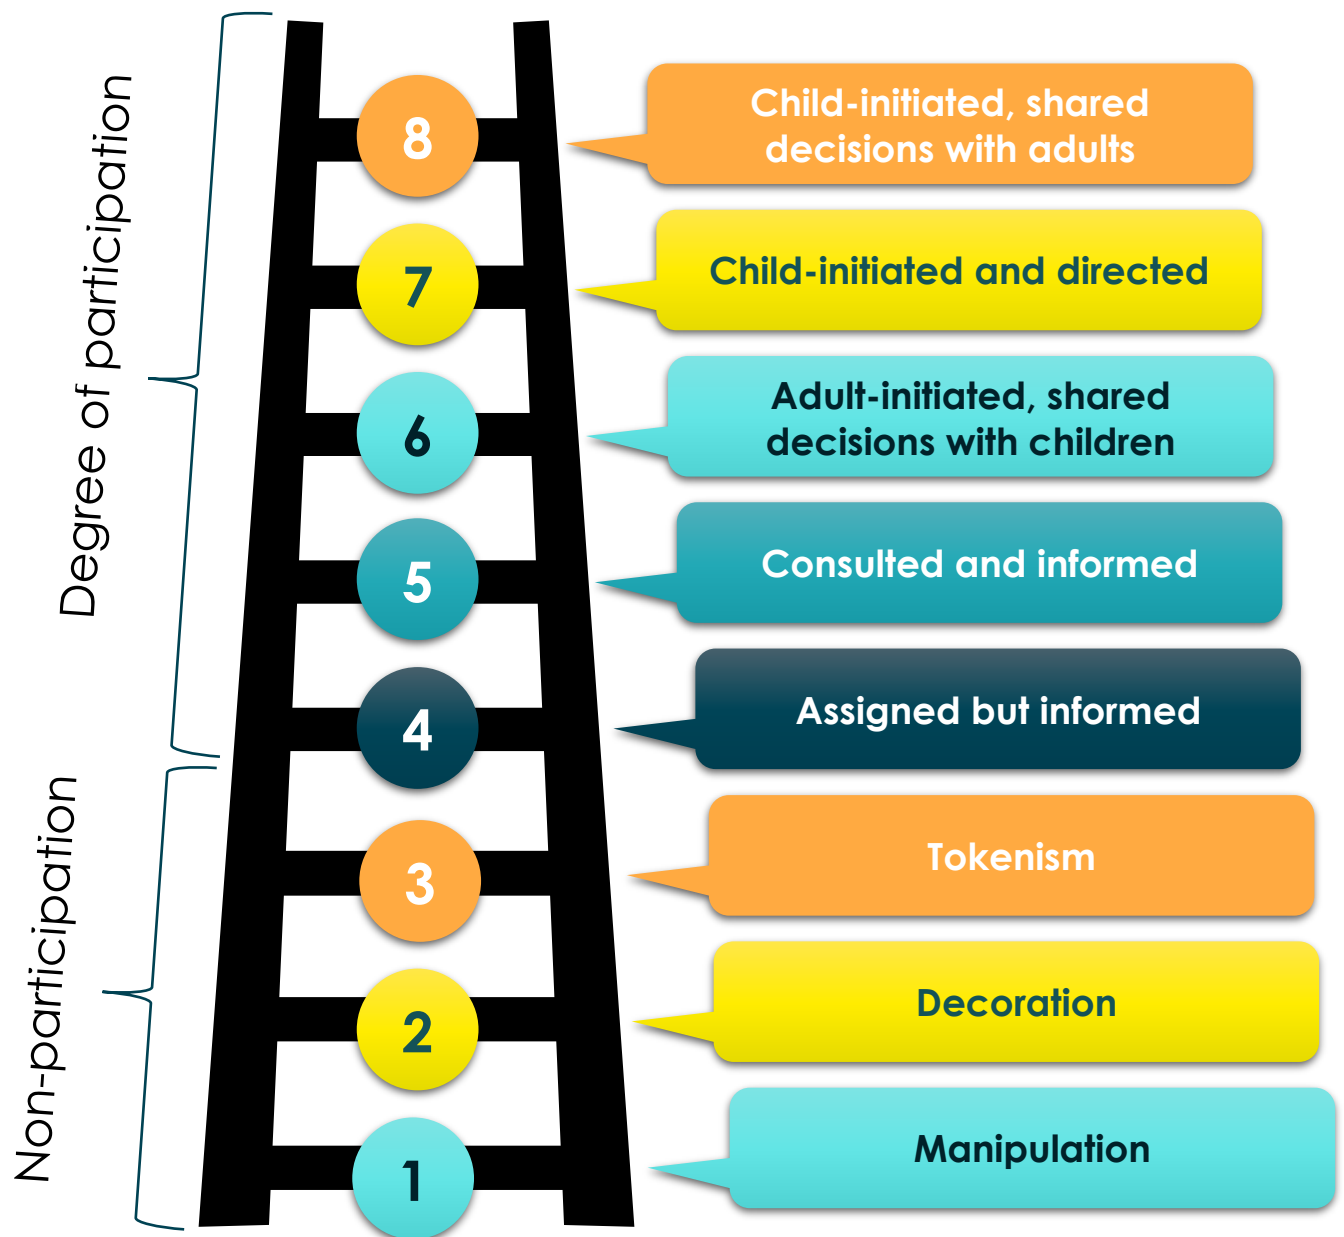 Degree of participation
8
Child-initiated, shared
decisions with adults
7
Child-initiated and directed
6
Adult-initiated, shared
decisions with children
5
Consulted and informed
4
Assigned but informed
Non-participation
3
Tokenism
2
Decoration
1
Manipulation